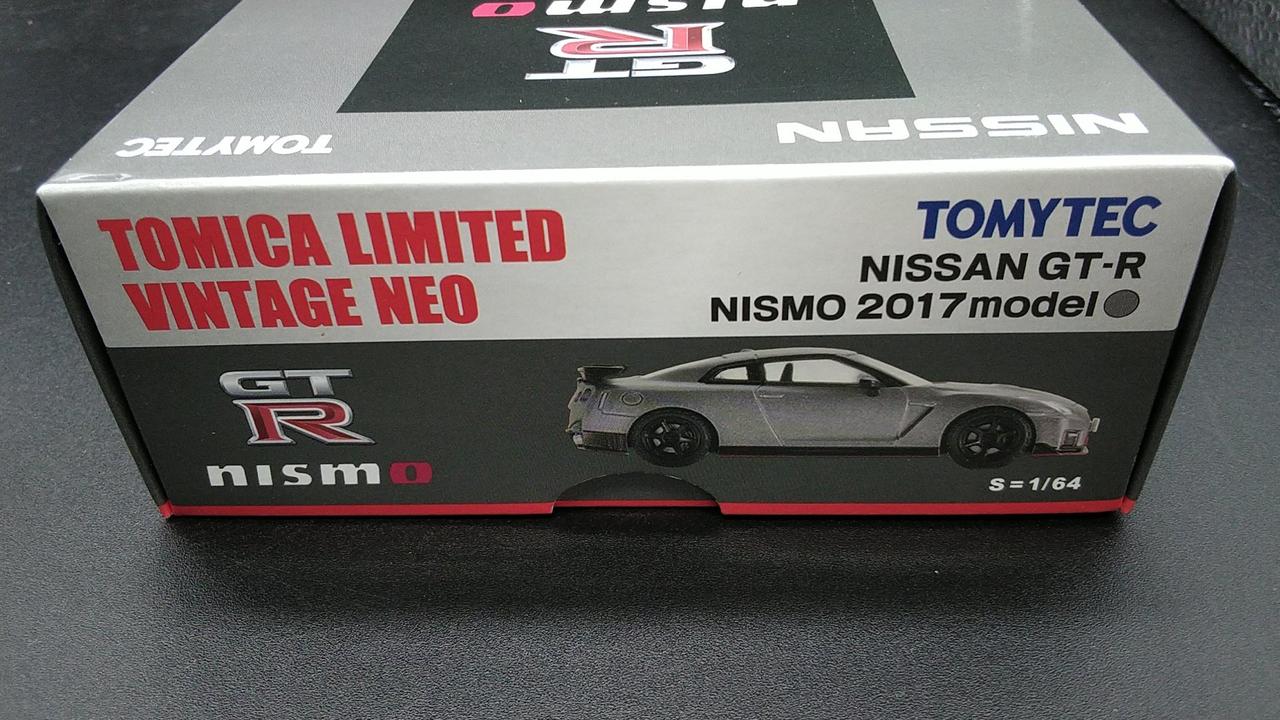 nismo
GT
R
TOMYTEC
NISSAN
TOMICA LIMITED
VINTAGE NEO
TOMYTEC
NISSAN GT-R
NISMO 2017model
GT
R
nismo
S=1/64